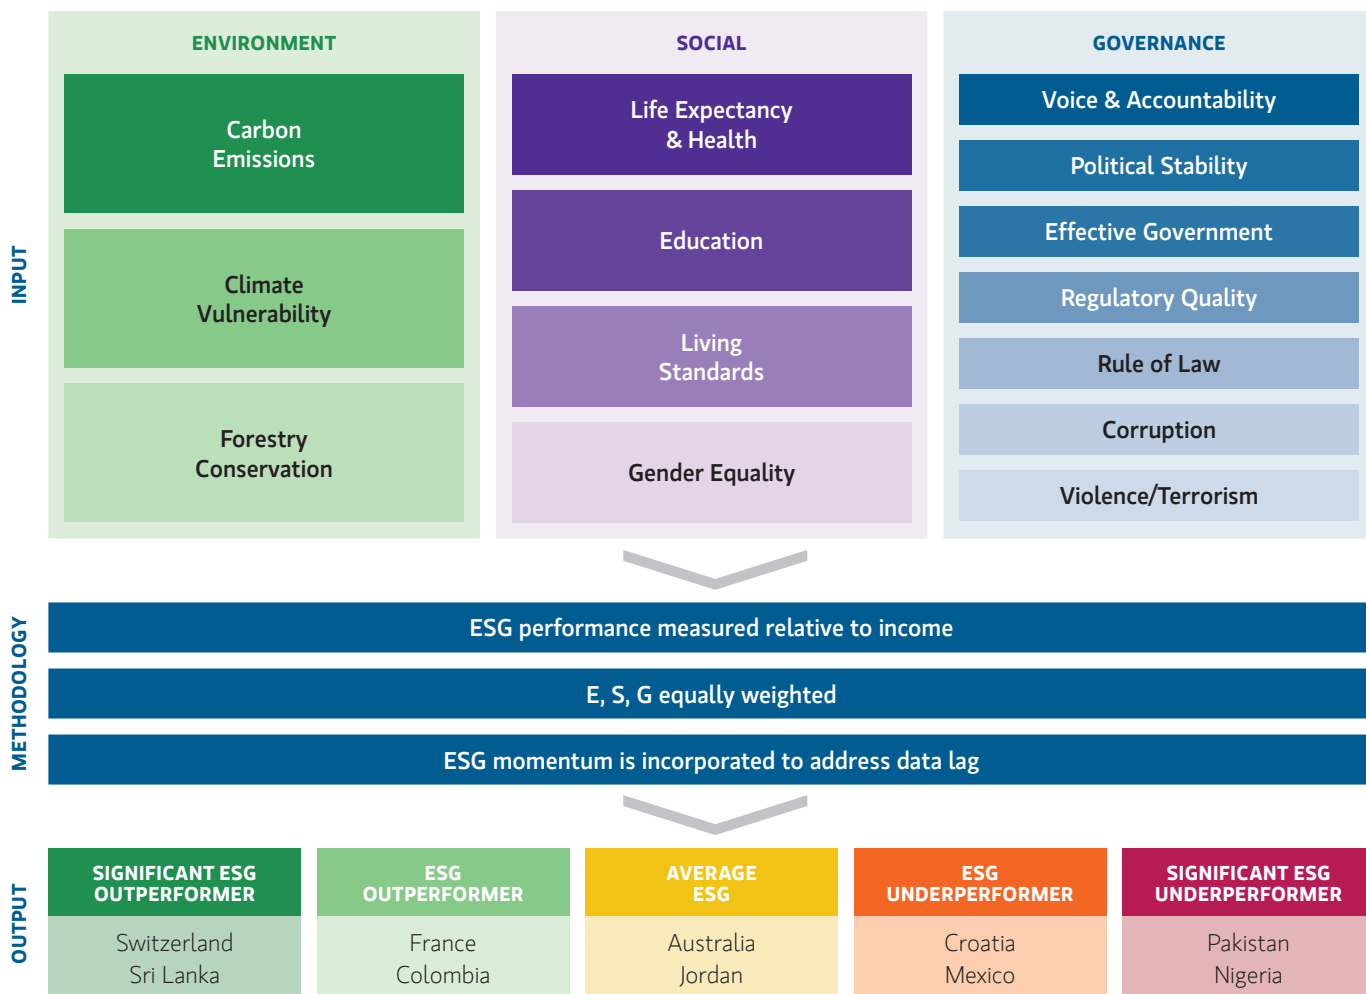 INPUT
ENVIRONMENT
Carbon
Emissions
Climate
Vulnerability
Forestry
Conservation
SOCIAL
Life Expectancy
& Health
Education
Living
Standards
Gender Equality
GOVERNANCE
Voice & Accountability
Political Stability
Effective Government
Regulatory Quality
Rule of Law
Corruption
Violence/Terrorism
METHODOLOGY
ESG performance measured relative to income
E, S, G equally weighted
ESG momentum is incorporated to address data lag
OUTPUT
SIGNIFICANT ESG
OUTPERFORMER
Switzerland
Sri Lanka
ESG
OUTPERFORMER
France
Colombia
AVERAGE
ESG
Australia
Jordan
ESG
UNDERPERFORMER
Croatia
Mexico
SIGNIFICANT ESG
UNDERPERFORMER
Pakistan
Nigeria